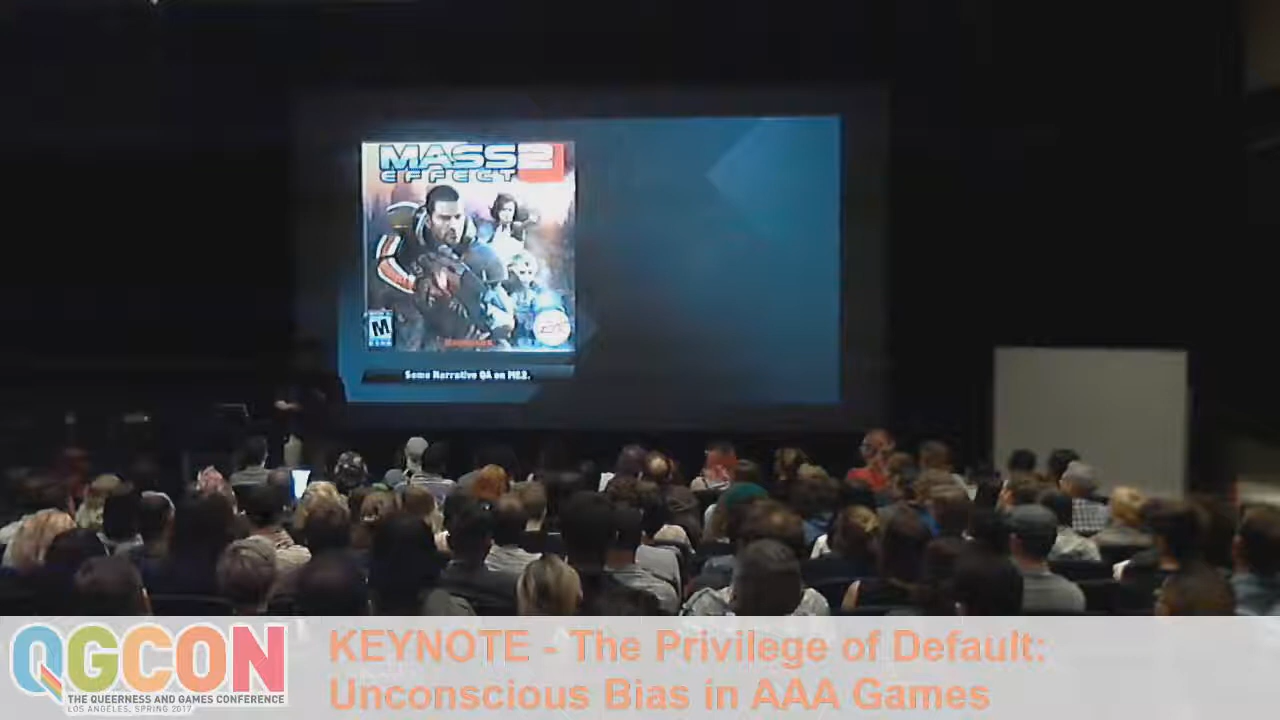 MASS 2
EFFECT
M
EA
Some Narrative QA on ME2.
QGCON
THE QUEERNESS AND GAMES CONFERENCE
LOS ANGELES, SPRING 2017
KEYNOTE - The Privilege of Default:
Unconscious Bias in AAA Games